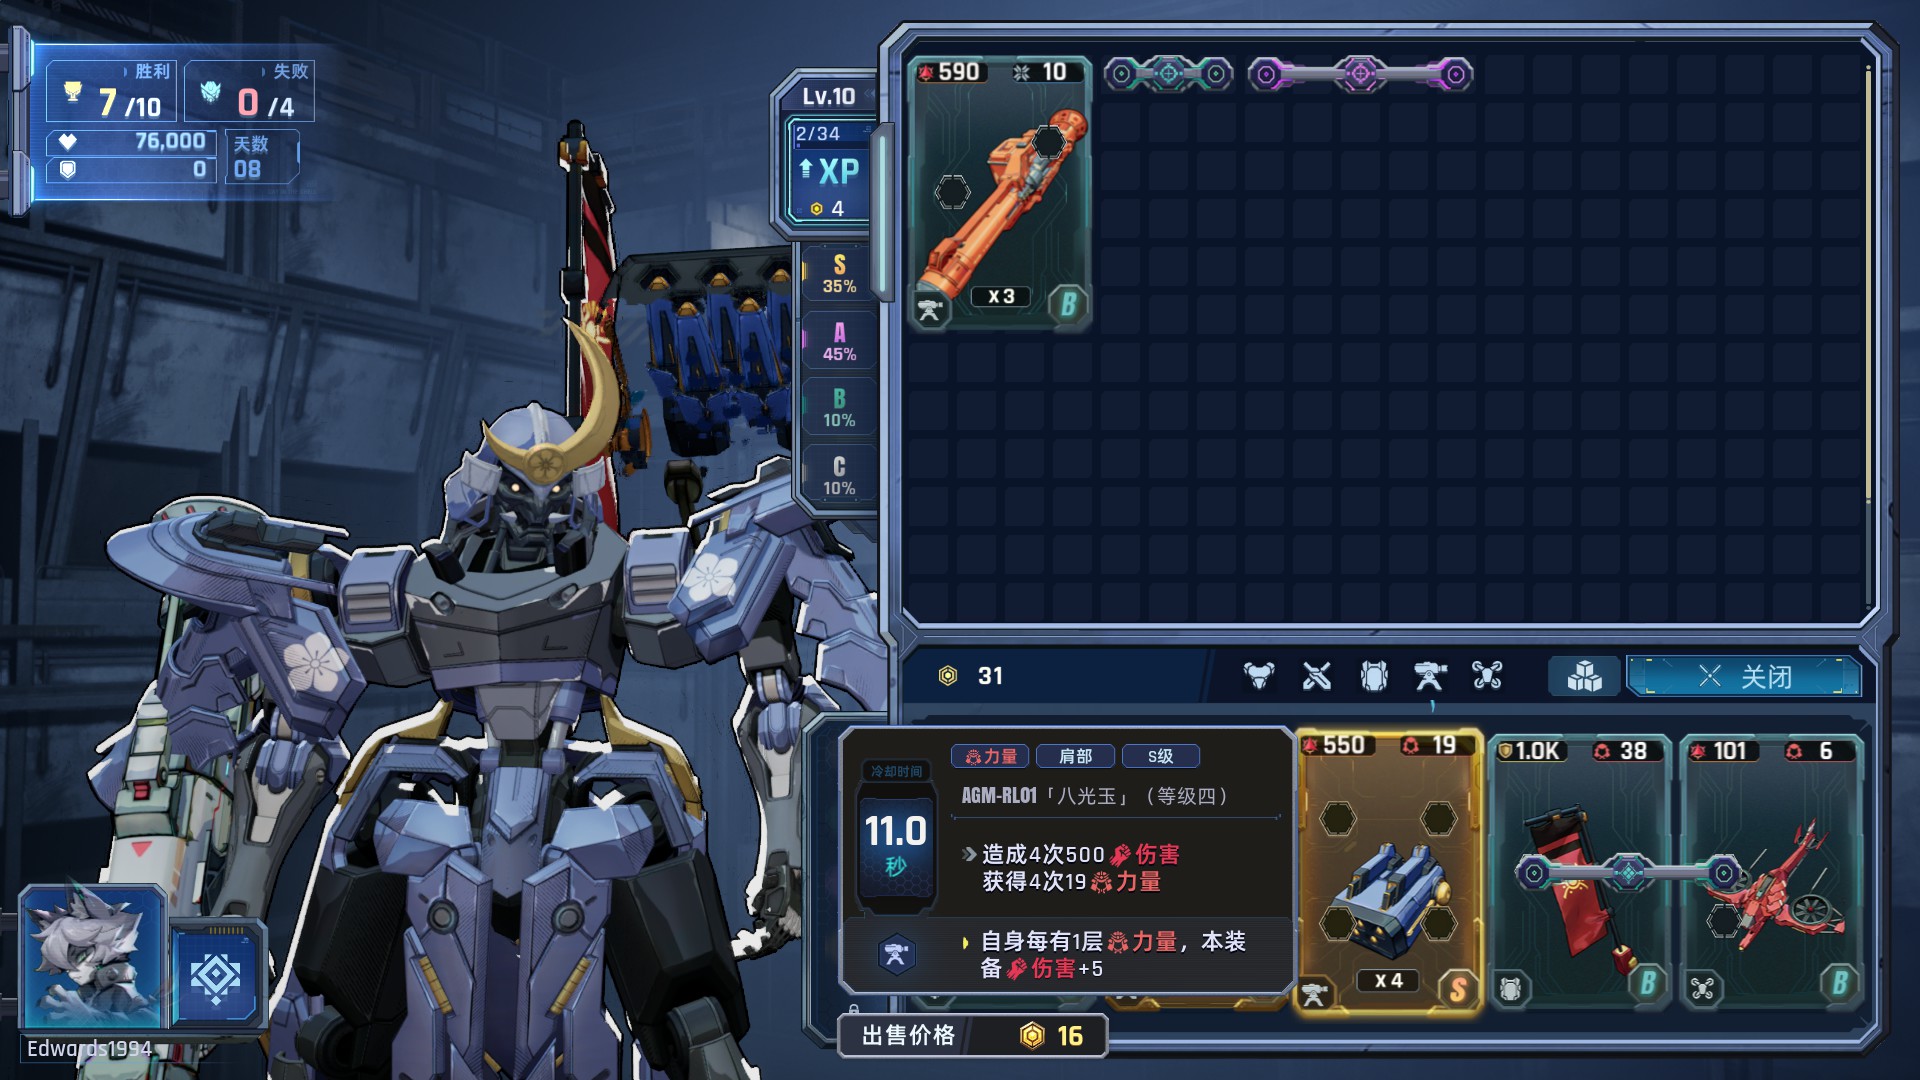 胜利
7/10
失败
0/4
76,000
0
天数
08
Lv.10
2/34
XP
4
S
35%
A
45%
B
10%
C
10%
590
10
x3
B
31
关闭
力量
肩部
S级
冷却时间
11.0
秒
AGM-RL01「八光玉」（等级四）
造成4次500伤害
获得4次19力量
自身每有1层力量，本装
备伤害+5
550
19
x4
S
1.0K
38
B
101
6
B
出售价格
16
Edwards1994